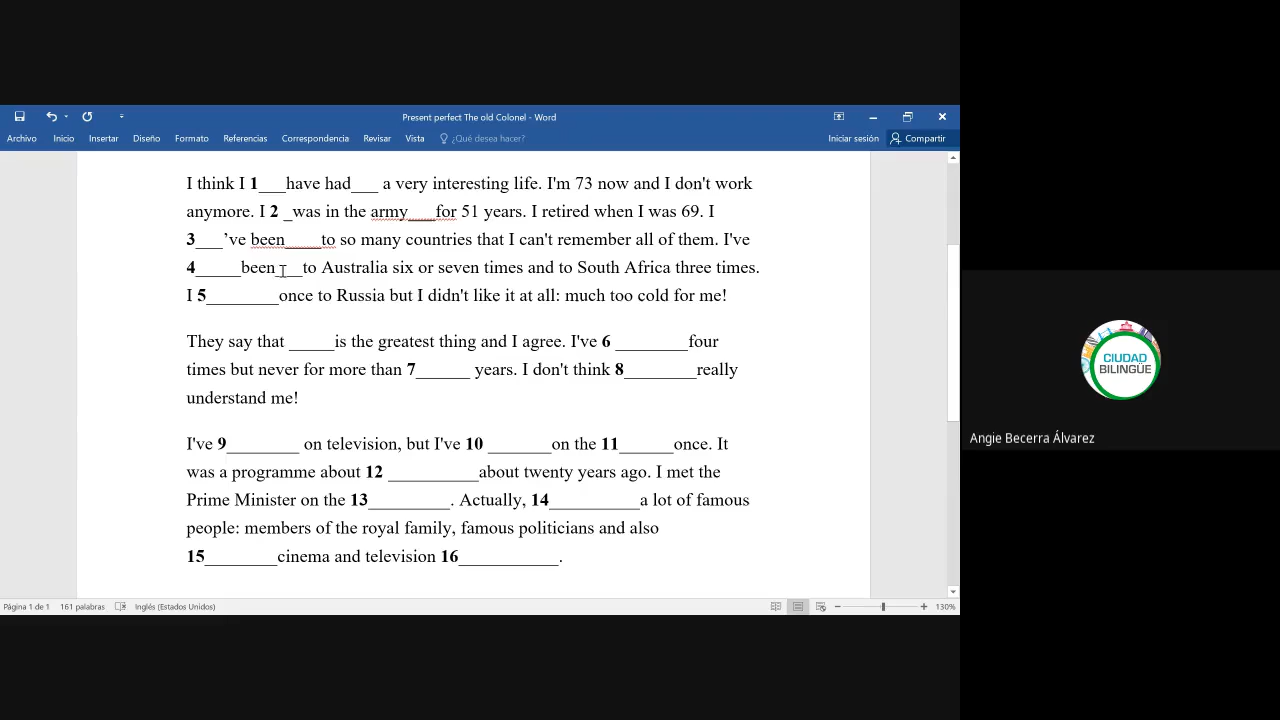 Present perfect The old Colonel - Word
Archivo Inicio Insertar Diseño Formato Referencias Correspondencia Revisar Vista ¿Qué desea hacer? Iniciar sesión Compartir
I think I 1___have had___ a very interesting life. I'm 73 now and I don't work
anymore. I 2 _was in the army___for 51 years. I retired when I was 69. I
3___’ve been____to so many countries that I can't remember all of them. I've
4_____been___to Australia six or seven times and to South Africa three times.
I 5________once to Russia but I didn't like it at all: much too cold for me!
They say that _____is the greatest thing and I agree. I've 6 ________four
times but never for more than 7______ years. I don't think 8________really
understand me!
I've 9________ on television, but I've 10 _______on the 11______once. It
was a programme about 12 __________about twenty years ago. I met the
Prime Minister on the 13_________. Actually, 14__________a lot of famous
people: members of the royal family, famous politicians and also
15________cinema and television 16___________.
Página 1 de 1 161 palabras Inglés (Estados Unidos) 130%
CIUDAD
BILINGÜE
Angie Becerra Álvarez